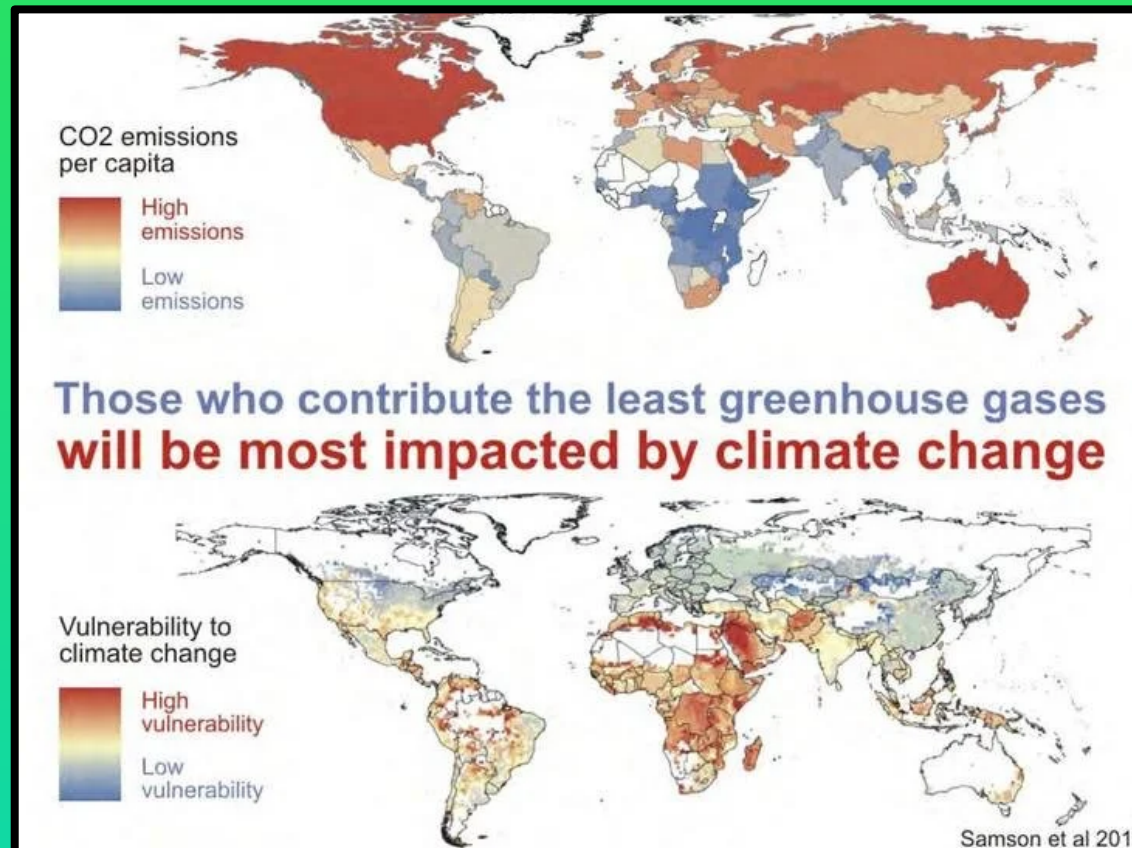 CO2 emissions
per capita
High
emissions
Low
emissions
Those who contribute the least greenhouse gases
will be most impacted by climate change
Vulnerability to
climate change
High
vulnerability
Low
vulnerability
Samson et al 201